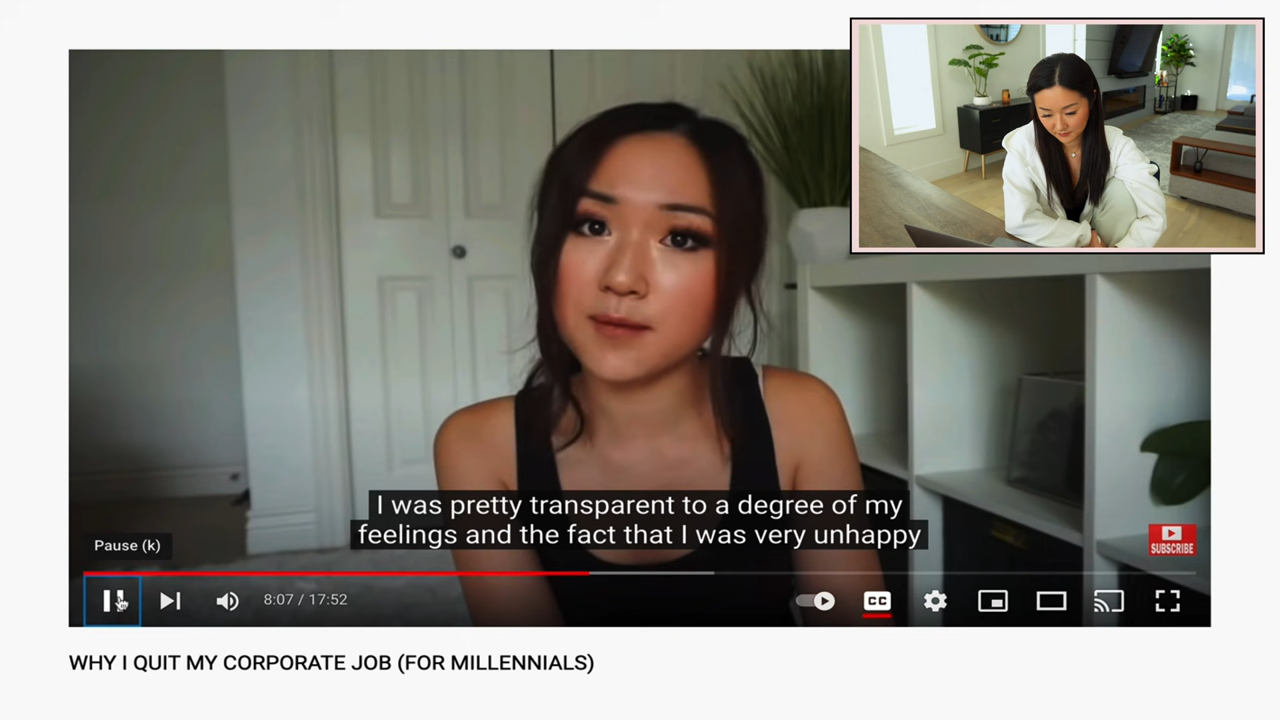 I was pretty transparent to a degree of my
feelings and the fact that I was very unhappy
Pause (k)
SUBSCRIBE
8:07 / 17:52
CC
WHY I QUIT MY CORPORATE JOB (FOR MILLENNIALS)